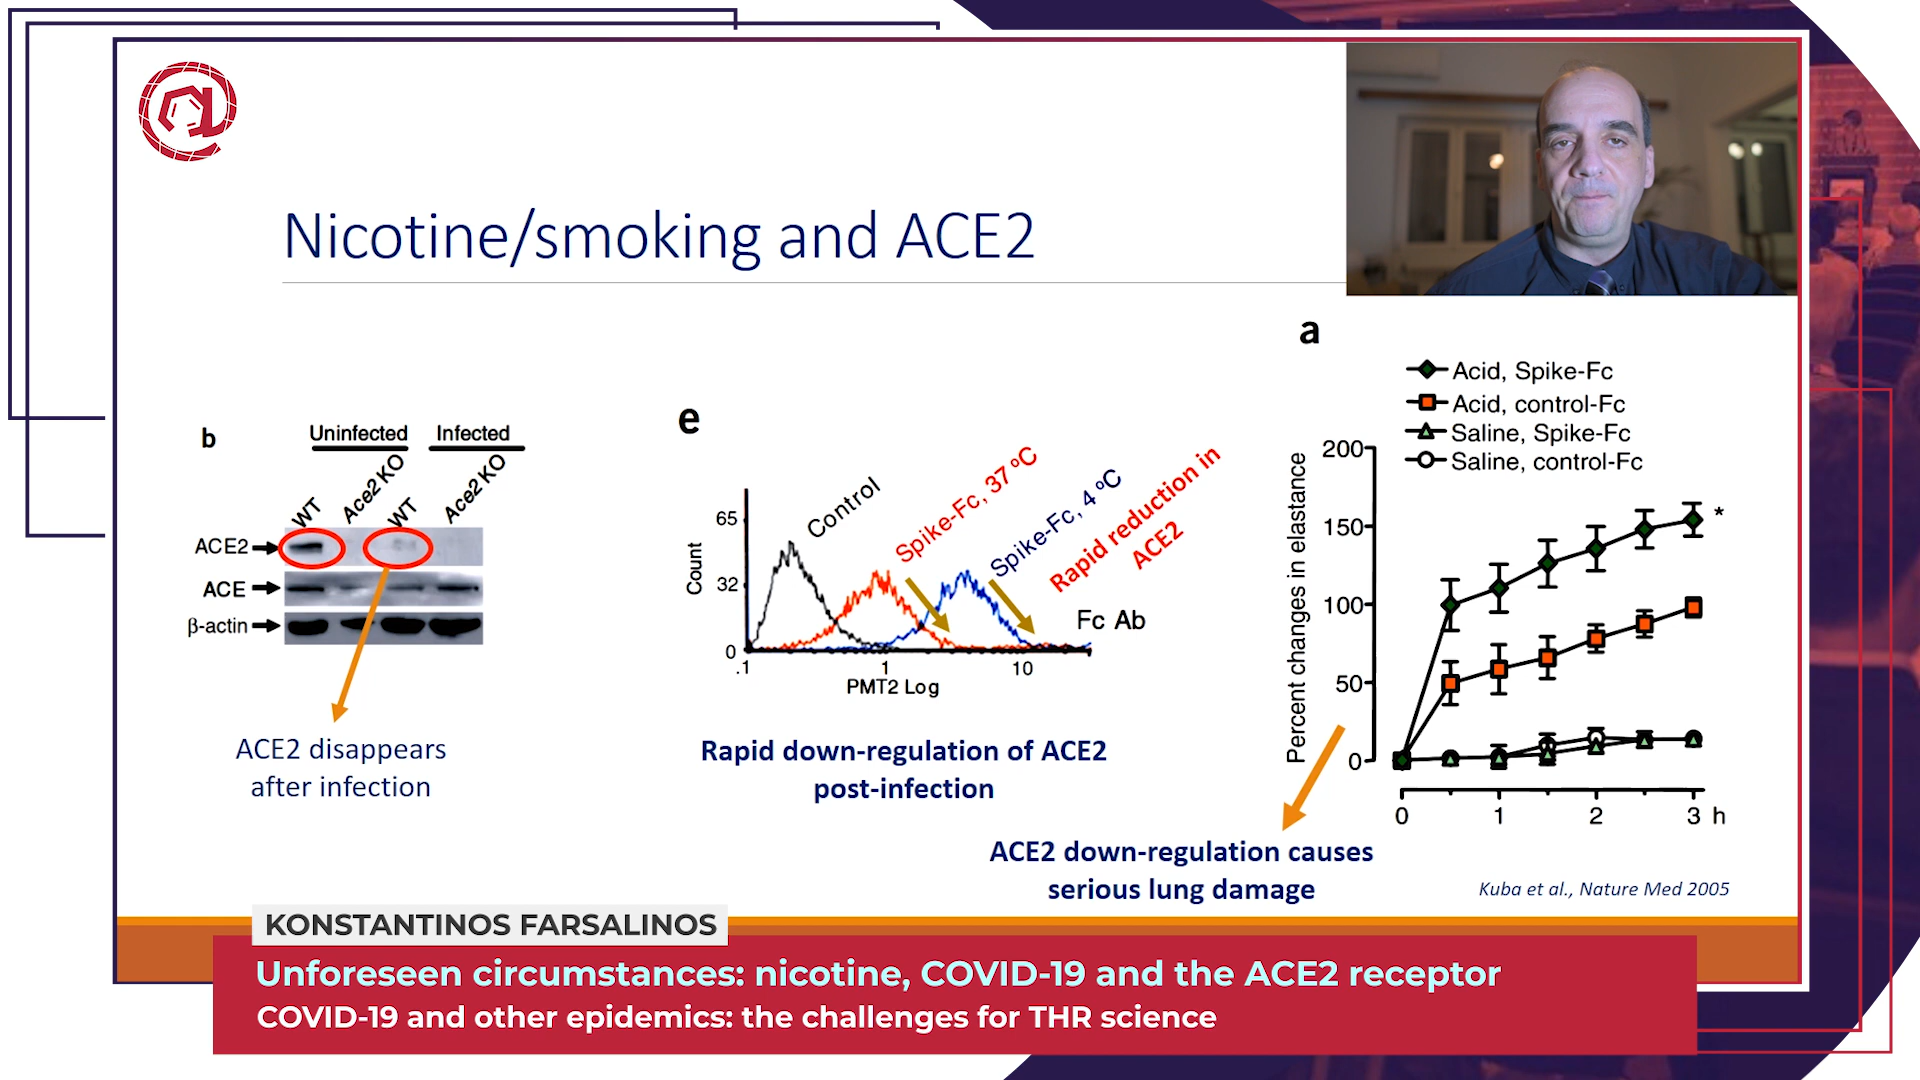 Nicotine/smoking and ACE2
b
Uninfected
Infected
WT
Ace2 KO
WT
Ace2 KO
ACE2
ACE
β-actin
ACE2 disappears
after infection
e
Control
Spike-Fc, 37 ºC
Spike-Fc, 4 ºC
Rapid reduction in
ACE2
Count
65
32
0
.1
1
10
Fc Ab
PMT2 Log
Rapid down-regulation of ACE2
post-infection
a
Acid, Spike-Fc
Acid, control-Fc
Saline, Spike-Fc
Saline, control-Fc
Percent changes in elastance
200
150
100
50
0
*
0
1
2
3 h
ACE2 down-regulation causes
serious lung damage
Kuba et al., Nature Med 2005
KONSTANTINOS FARSALINOS
Unforeseen circumstances: nicotine, COVID-19 and the ACE2 receptor
COVID-19 and other epidemics: the challenges for THR science